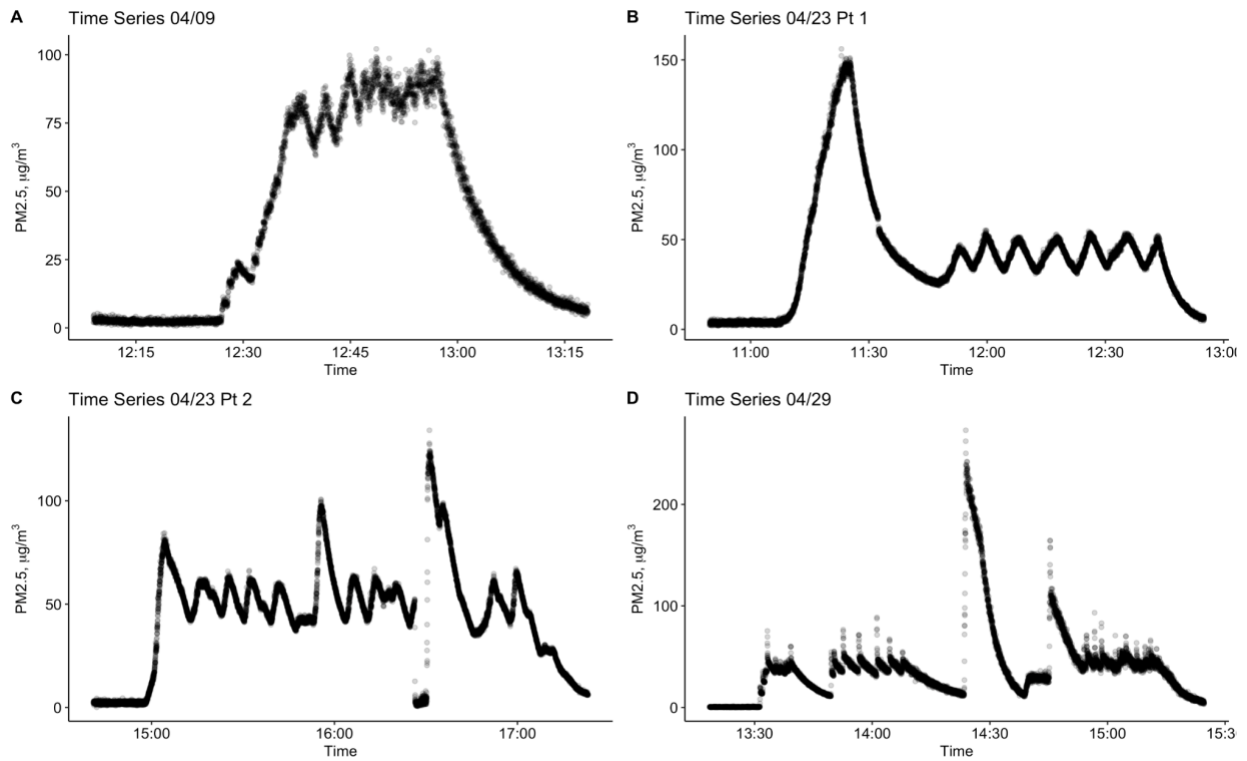 A Time Series 04/09
PM2.5, μg/m³
100
75
50
25
0
12:15 12:30 12:45 13:00 13:15
Time
B Time Series 04/23 Pt 1
PM2.5, μg/m³
150
100
50
0
11:00 11:30 12:00 12:30 13:0
Time
C Time Series 04/23 Pt 2
PM2.5, μg/m³
100
50
0
15:00 16:00 17:00
Time
D Time Series 04/29
PM2.5, μg/m³
200
100
0
13:30 14:00 14:30 15:00 15:3
Time